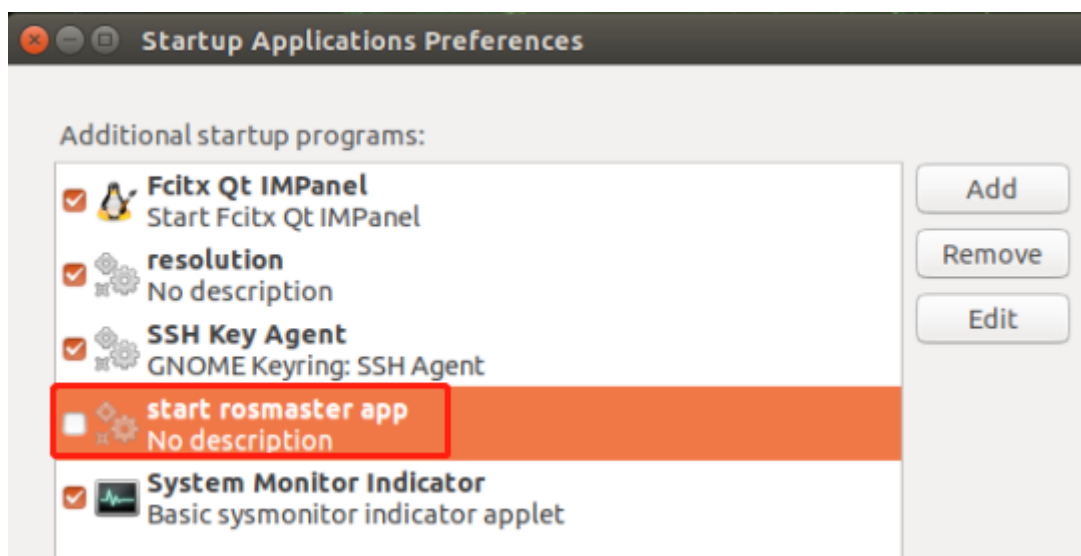 Startup Applications Preferences
Additional startup programs:
Fcitx Qt IMPanel
Start Fcitx Qt IMPanel
Add
resolution
No description
Remove
SSH Key Agent
GNOME Keyring: SSH Agent
Edit
start rosmaster app
No description
System Monitor Indicator
Basic sysmonitor indicator applet